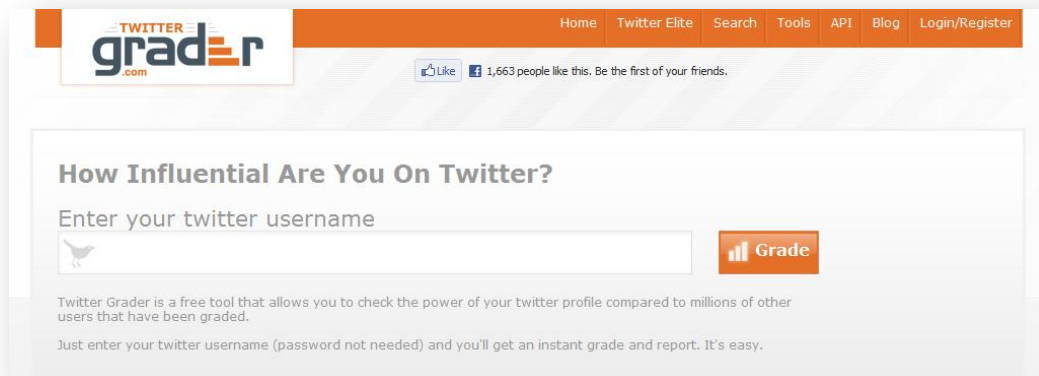 TWITTER
grader
.com
Home Twitter Elite Search Tools API Blog Login/Register
Like 1,663 people like this. Be the first of your friends.
How Influential Are You On Twitter?
Enter your twitter username
Grade
Twitter Grader is a free tool that allows you to check the power of your twitter profile compared to millions of other
users that have been graded.
Just enter your twitter username (password not needed) and you'll get an instant grade and report. It's easy.